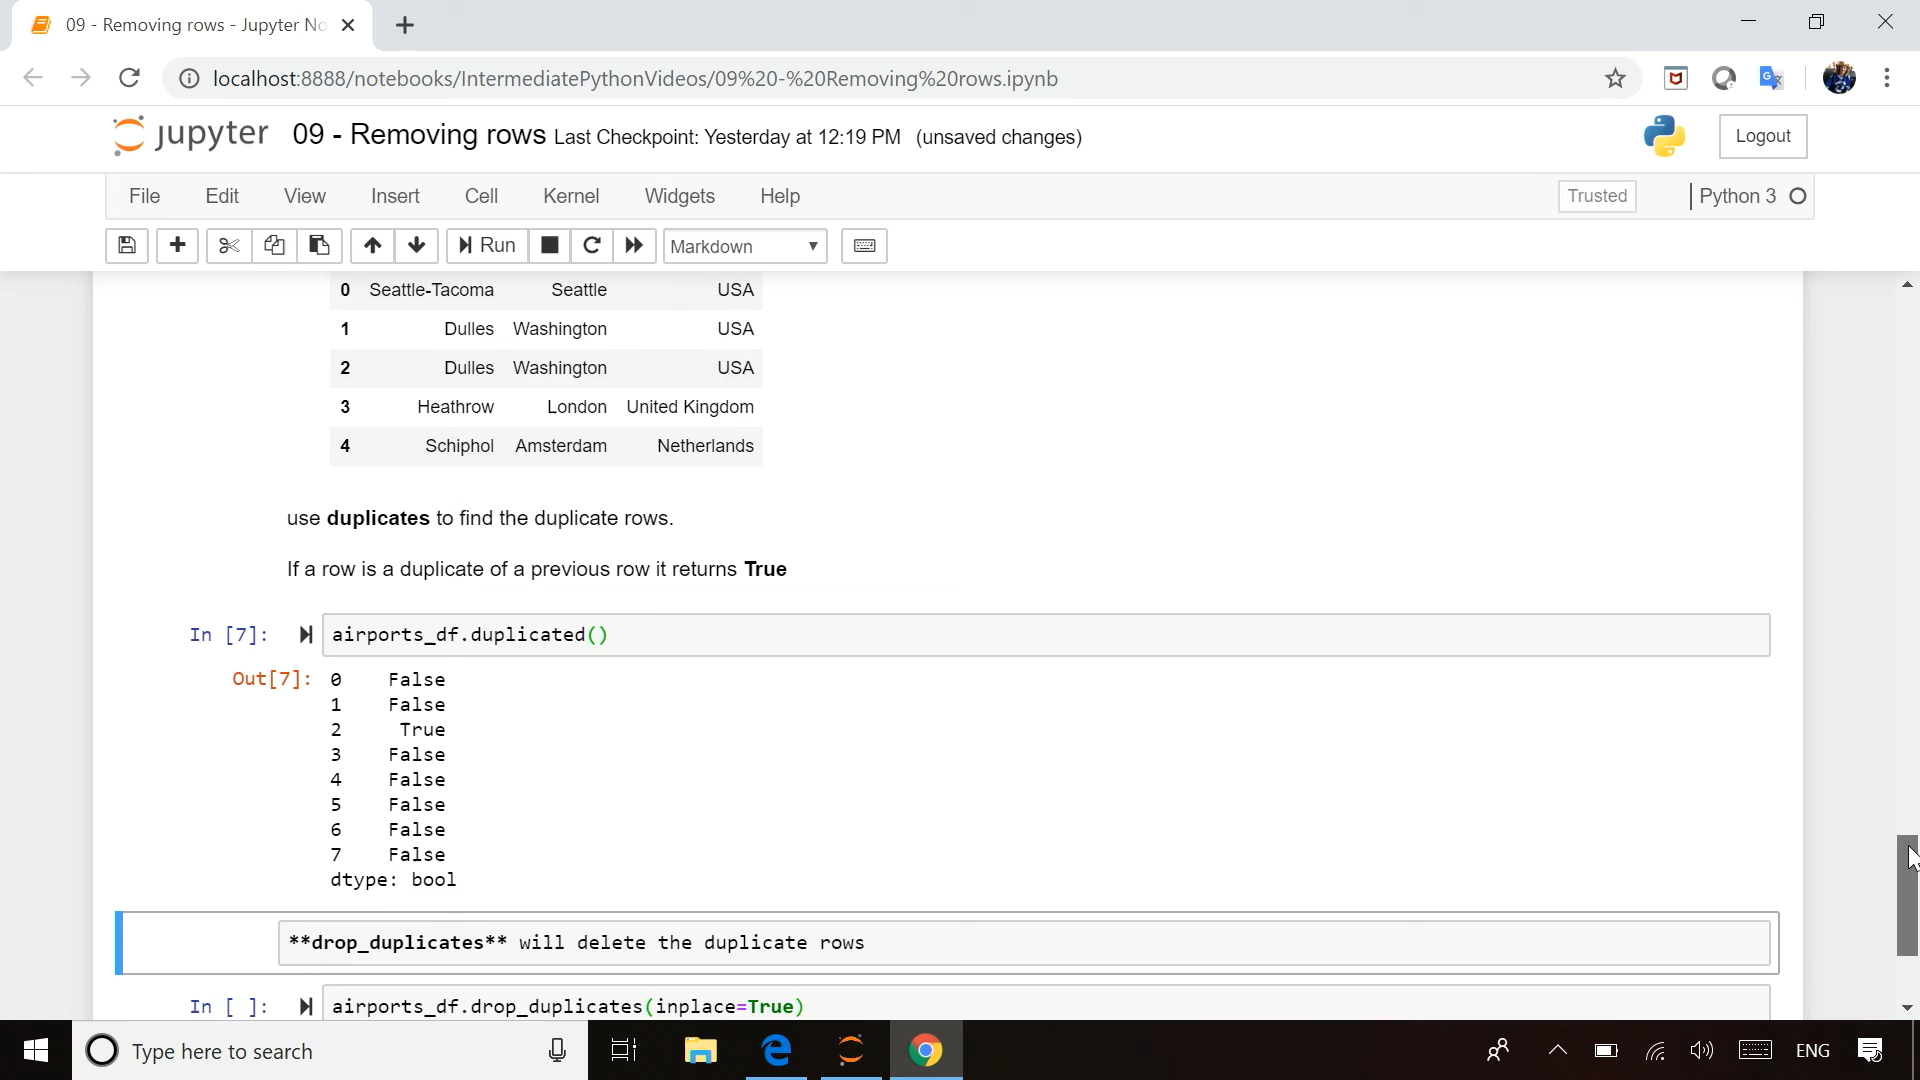 09 - Removing rows - Jupyter No
localhost:8888/notebooks/IntermediatePythonVideos/09%20-%20Removing%20rows.ipynb
jupyter 09 - Removing rows Last Checkpoint: Yesterday at 12:19 PM (unsaved changes)
Logout
File Edit View Insert Cell Kernel Widgets Help Trusted Python 3
Run Markdown
0 Seattle-Tacoma Seattle USA
1 Dulles Washington USA
2 Dulles Washington USA
3 Heathrow London United Kingdom
4 Schiphol Amsterdam Netherlands
use duplicates to find the duplicate rows.
If a row is a duplicate of a previous row it returns True
In [7]: airports_df.duplicated()
Out[7]: 0 False
1 False
2 True
3 False
4 False
5 False
6 False
7 False
dtype: bool
**drop_duplicates** will delete the duplicate rows
In [ ]: airports_df.drop_duplicates(inplace=True)
Type here to search
ENG